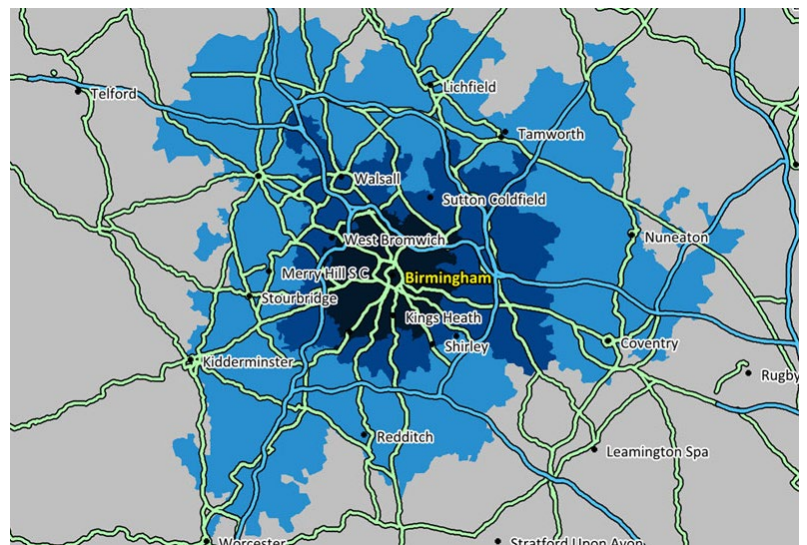 Telford
Lichfield
Tamworth
Walsall
Sutton Coldfield
West Bromwich
Nuneaton
Merry Hill S C
Birmingham
Stourbridge
Kings Heath
Shirley
Coventry
Kidderminster
Rugby
Redditch
Leamington Spa
Worcester
Stratford Upon Avon